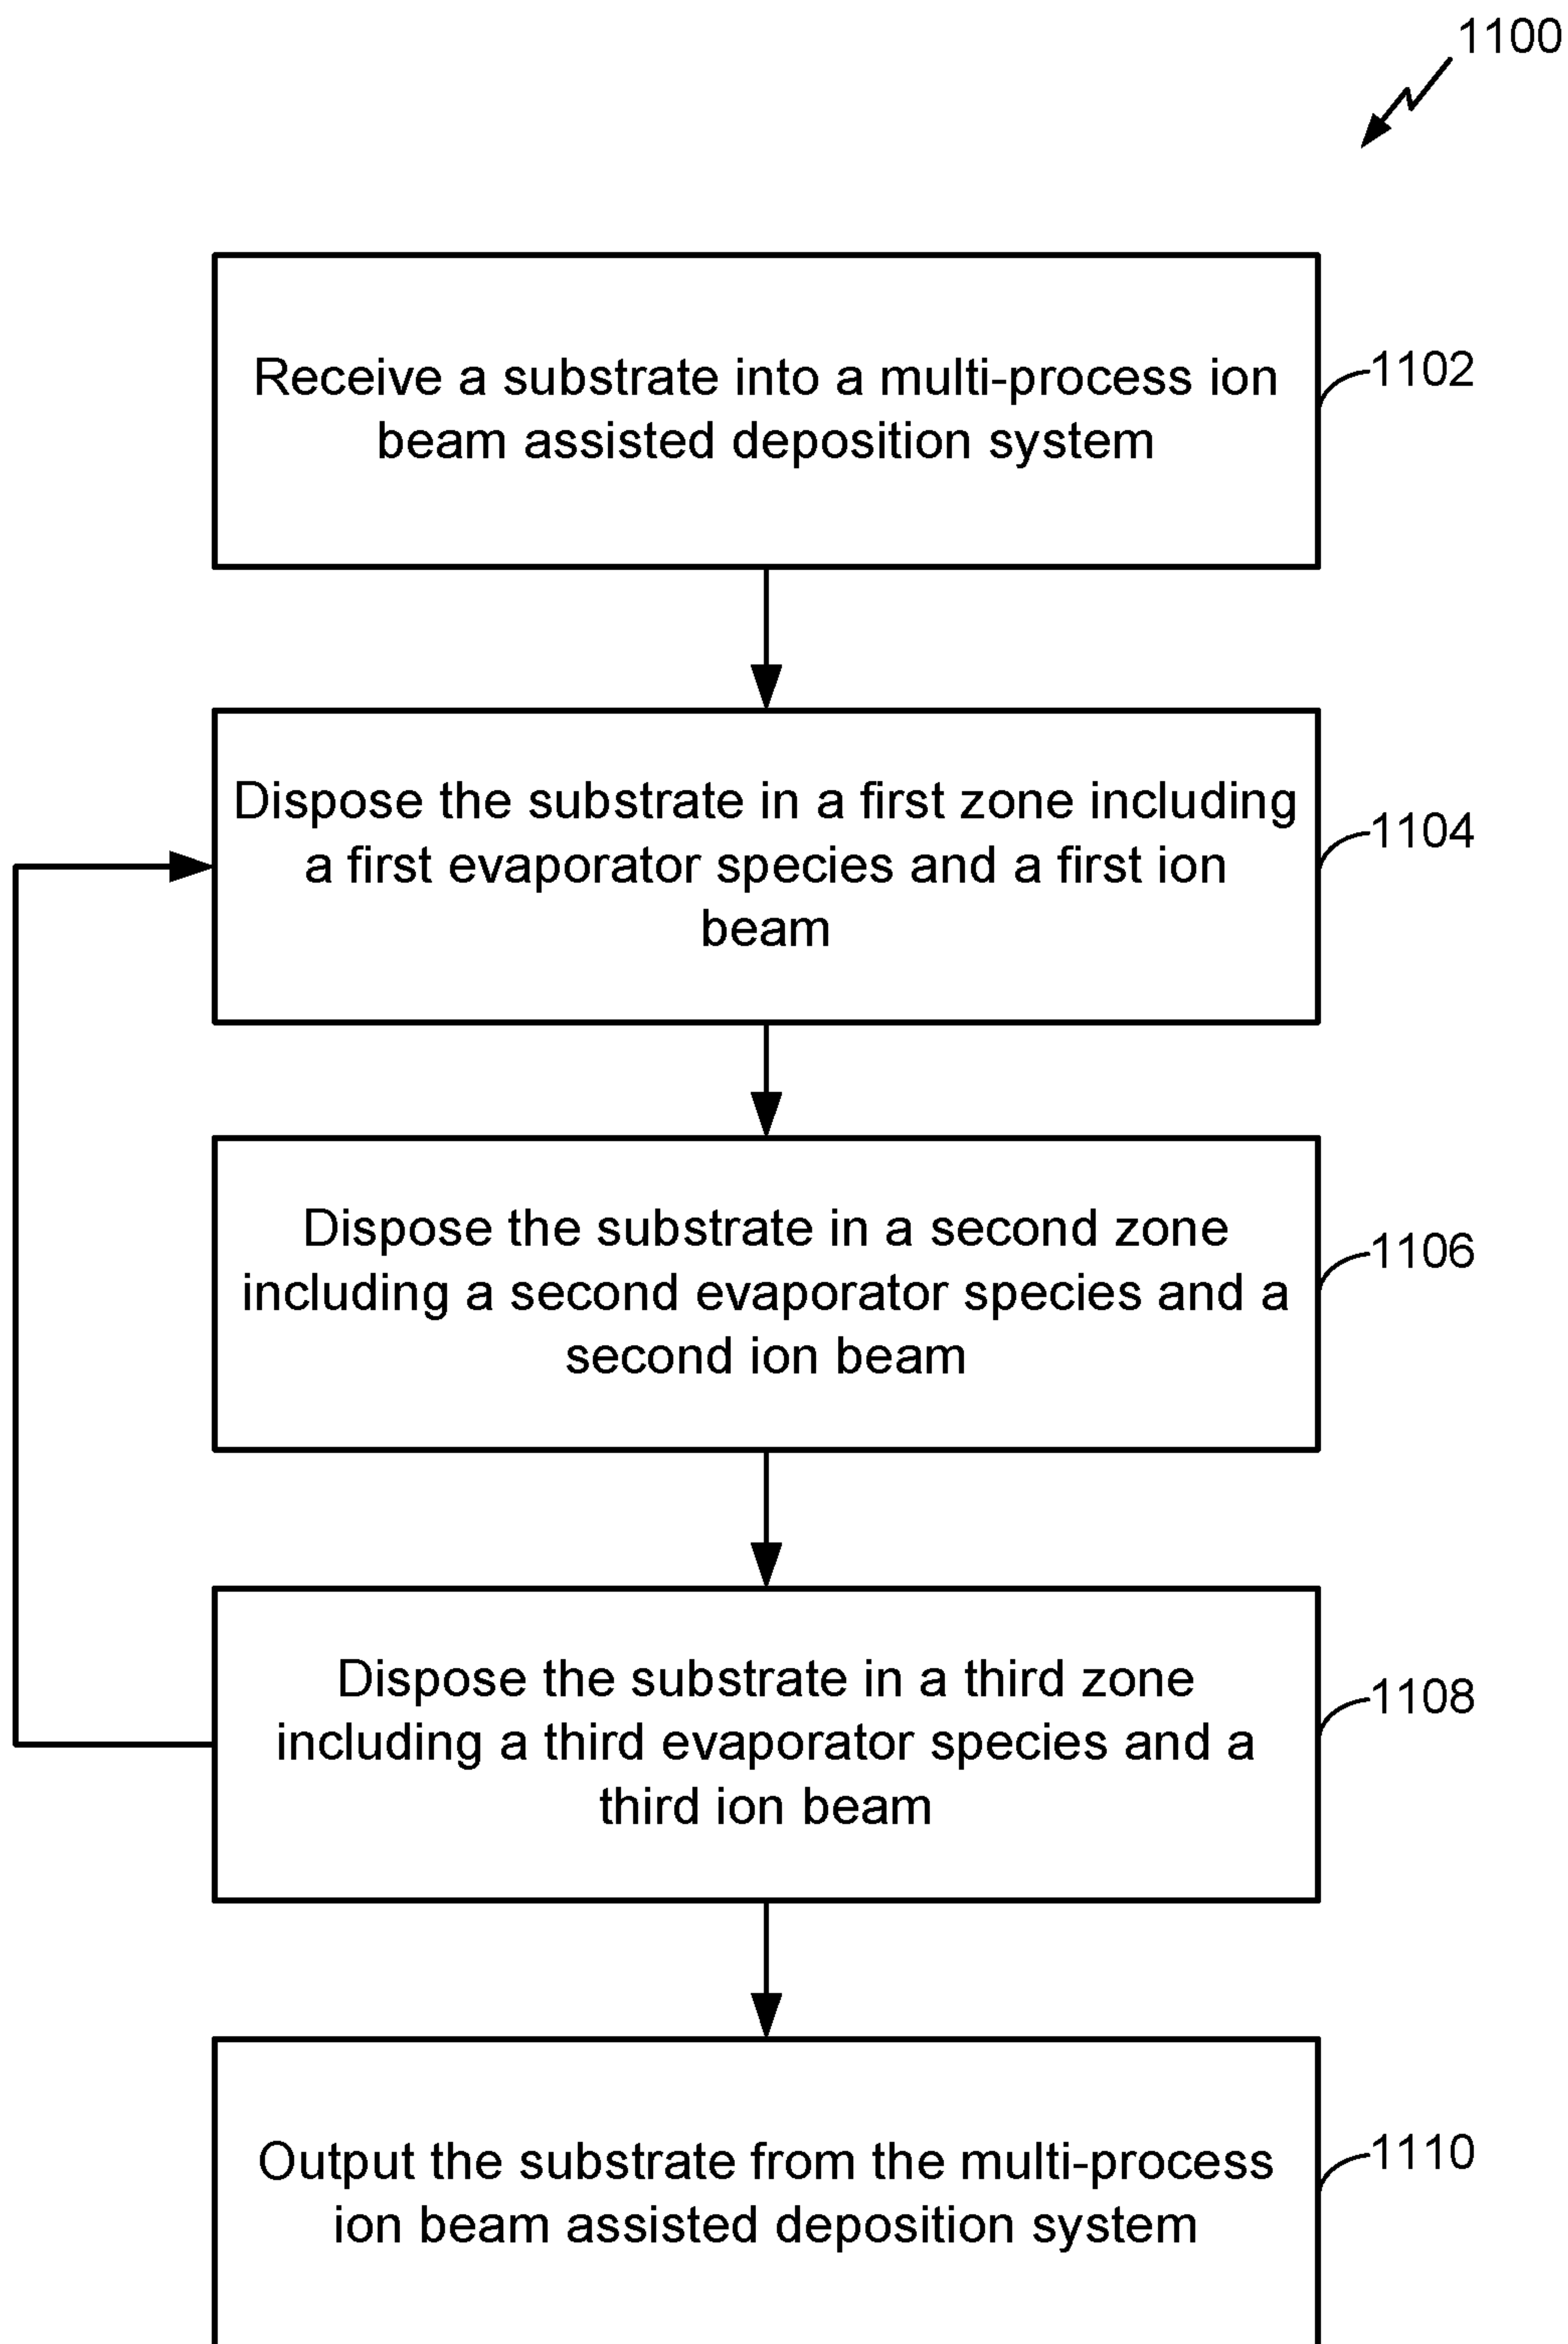 1100
Receive a substrate into a multi-process ion
beam assisted deposition system
1102
Dispose the substrate in a first zone including
a first evaporator species and a first ion
beam
1104
Dispose the substrate in a second zone
including a second evaporator species and a
second ion beam
1106
Dispose the substrate in a third zone
including a third evaporator species and a
third ion beam
1108
Output the substrate from the multi-process
ion beam assisted deposition system
1110